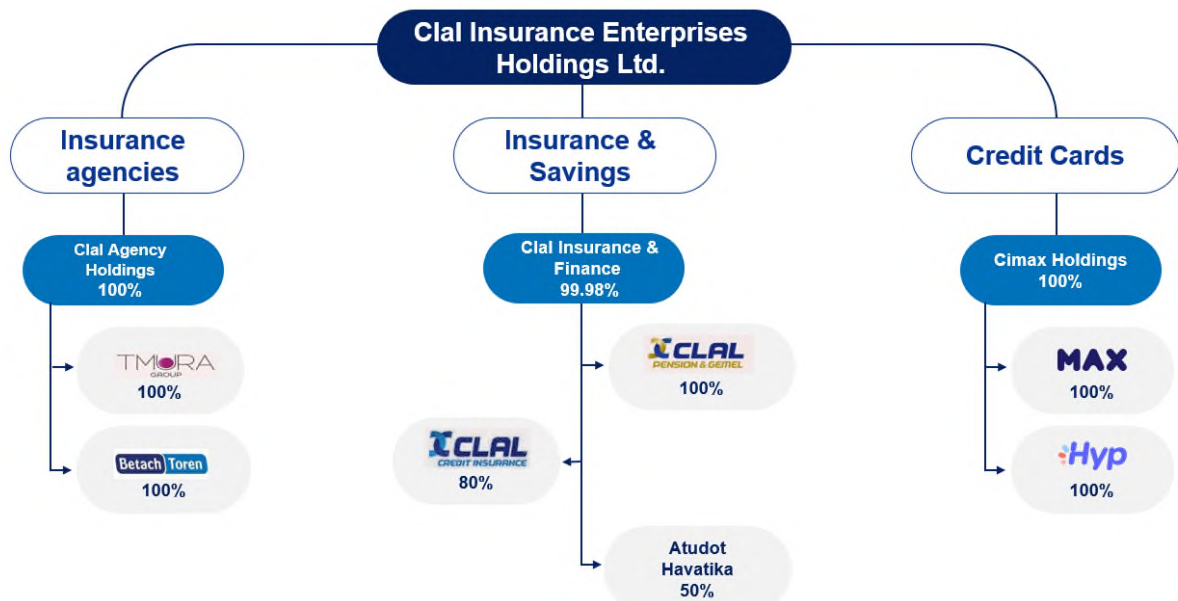 Clal Insurance Enterprises
Holdings Ltd.
Insurance
agencies
Insurance &
Savings
Credit Cards
Clal Agency
Holdings
100%
Clal Insurance &
Finance
99.98%
Cimax Holdings
100%
TMURA
GROUP
100%
CLAL
PENSION & GEMEL
100%
MAX
100%
Betach Toren
100%
CLAL
CREDIT INSURANCE
80%
Hyp
100%
Atudot
Havatika
50%